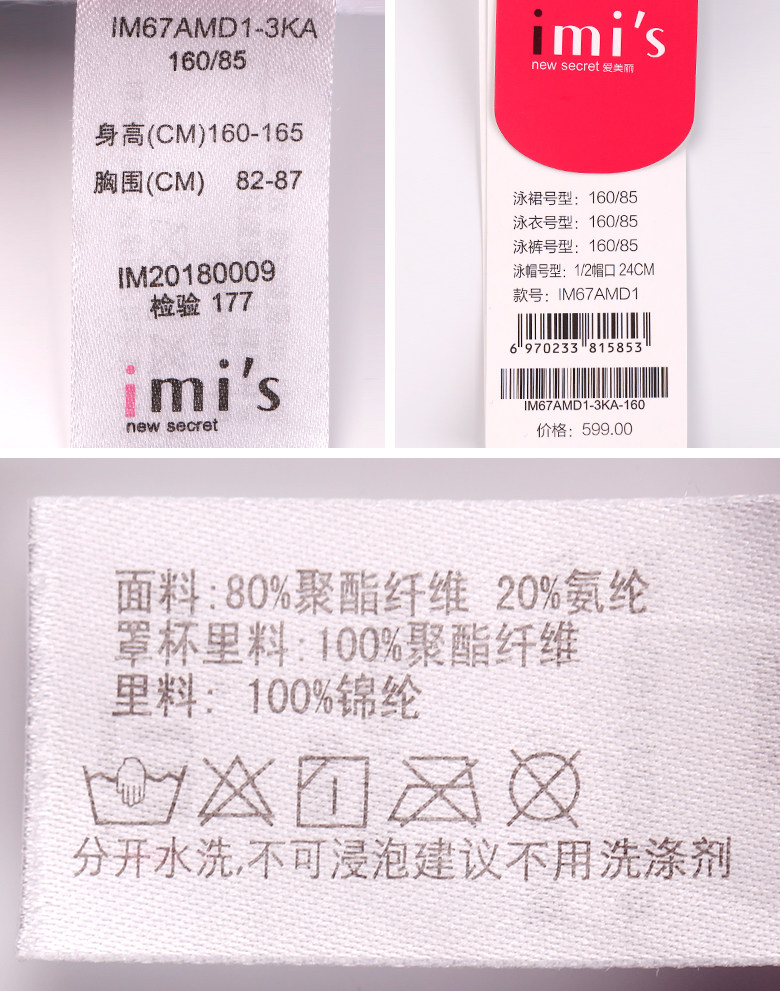 IM67AMD1-3KA
160/85
身高(CM)160-165
胸围(CM) 82-87
IM20180009
检验 177
imi's
new secret
imi's
new secret 爱美丽
泳裙号型: 160/85
泳衣号型: 160/85
泳裤号型: 160/85
泳帽号型: 1/2帽口 24CM
款号: IM67AMD1
6 970233 815853
IM67AMD1-3KA-160
价格: 599.00
面料:80%聚酯纤维 20%氨纶
罩杯里料:100%聚酯纤维
里料: 100%锦纶
分开水洗,不可浸泡建议不用洗涤剂